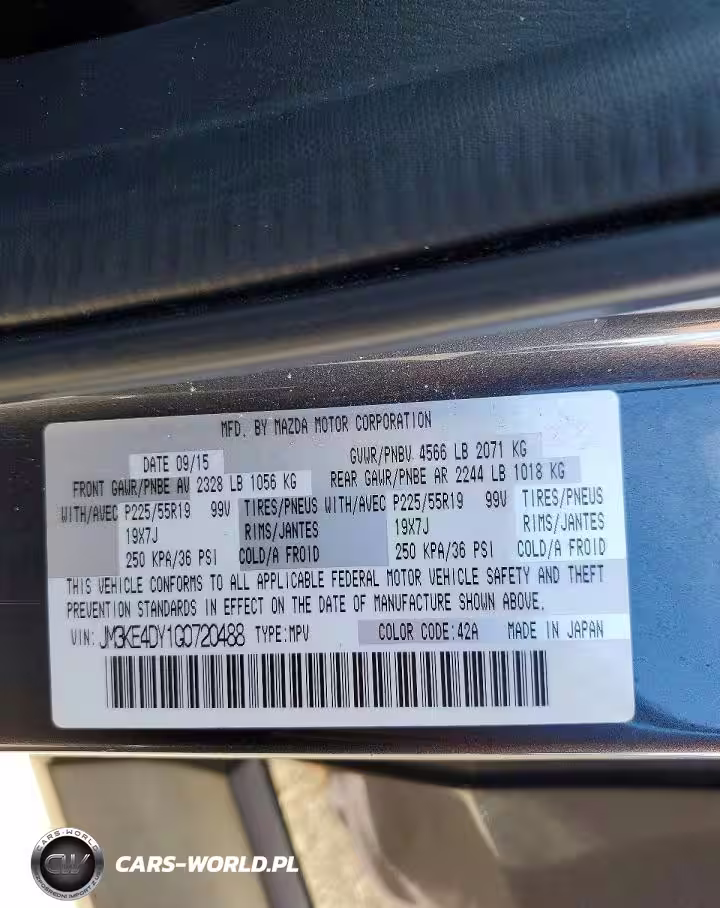 MFD. BY MAZDA MOTOR CORPORATION
DATE 09/15 GVWR/PNBV 4566 LB 2071 KG
FRONT GAWR/PNBE AV 2328 LB 1056 KG REAR GAWR/PNBE AR 2244 LB 1018 KG
WITH/AVEC P225/55R19 99V TIRES/PNEUS WITH/AVEC P225/55R19 99V TIRES/PNEUS
19X7J RIMS/JANTES 19X7J RIMS/JANTES
250 KPA/36 PSI COLD/A FROID 250 KPA/36 PSI COLD/A FROID
THIS VEHICLE CONFORMS TO ALL APPLICABLE FEDERAL MOTOR VEHICLE SAFETY AND THEFT
PREVENTION STANDARDS IN EFFECT ON THE DATE OF MANUFACTURE SHOWN ABOVE.
VIN: JM3KE4DY1G0720488 TYPE:MPV COLOR CODE:42A MADE IN JAPAN
CARS-WORLD
CW
CARS-WORLD.PL